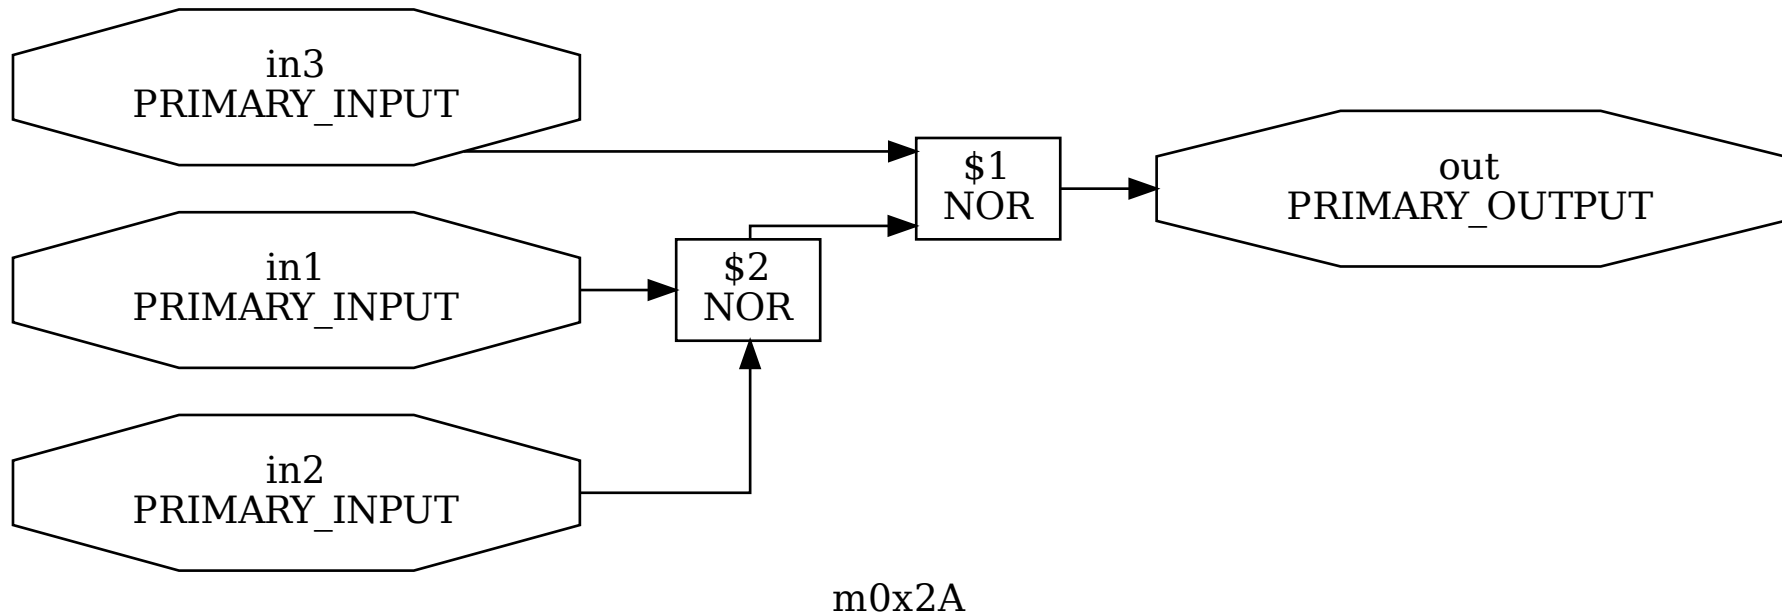 in3
PRIMARY_INPUT
$1
NOR
out
PRIMARY_OUTPUT
in1
PRIMARY_INPUT
$2
NOR
in2
PRIMARY_INPUT
m0x2A